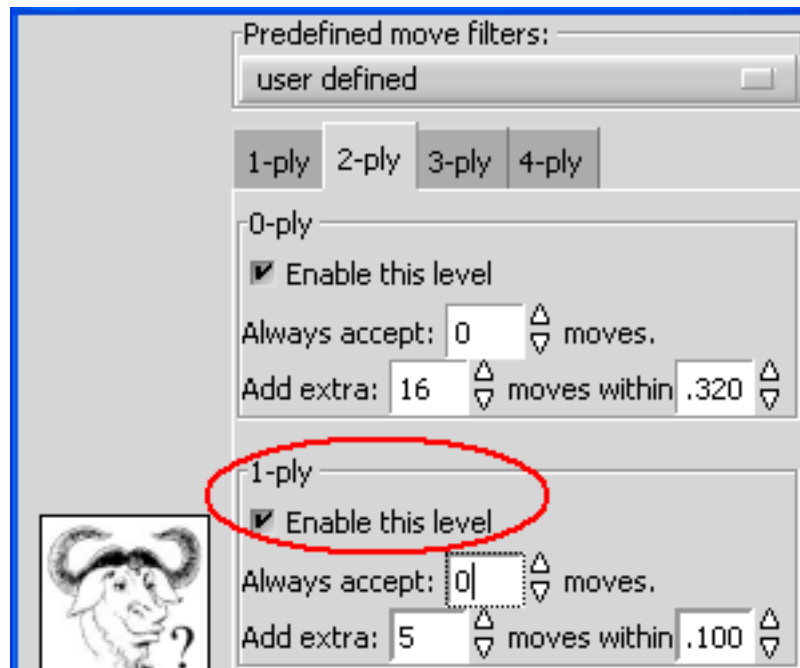 Predefined move filters:
user defined
1-ply 2-ply 3-ply 4-ply
0-ply
Enable this level
Always accept: 0 moves.
Add extra: 16 moves within .320
1-ply
Enable this level
Always accept: 0 moves.
Add extra: 5 moves within .100
?